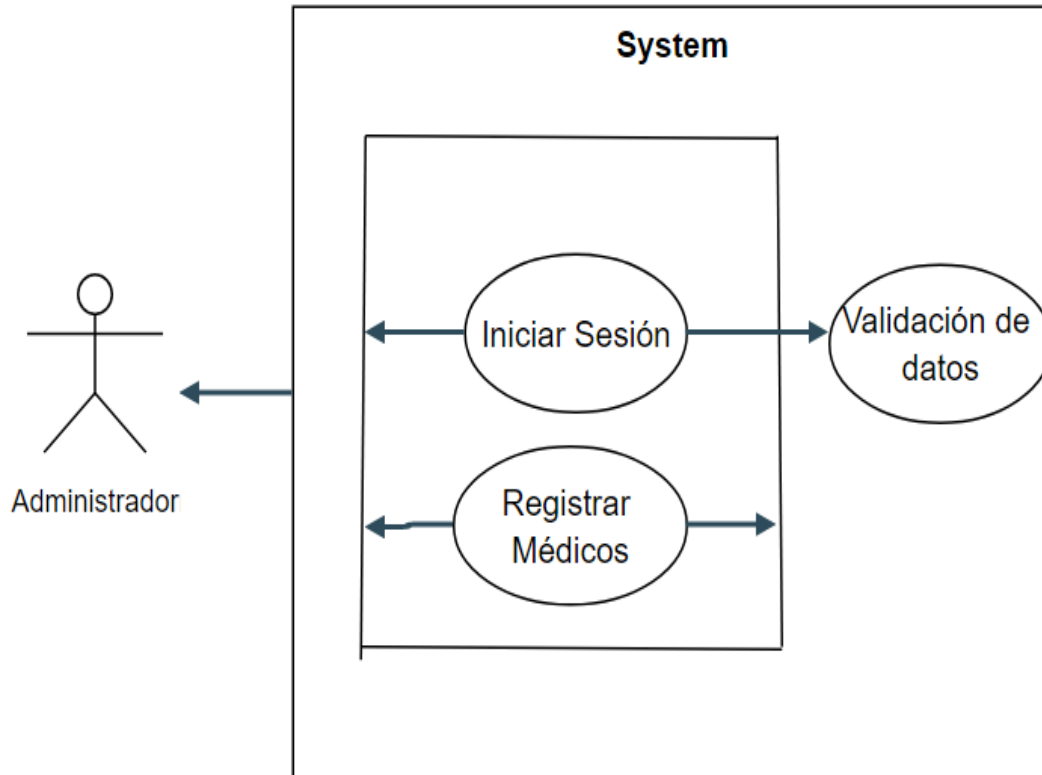 System
Iniciar Sesión
Validación de
datos
Registrar
Médicos
Administrador